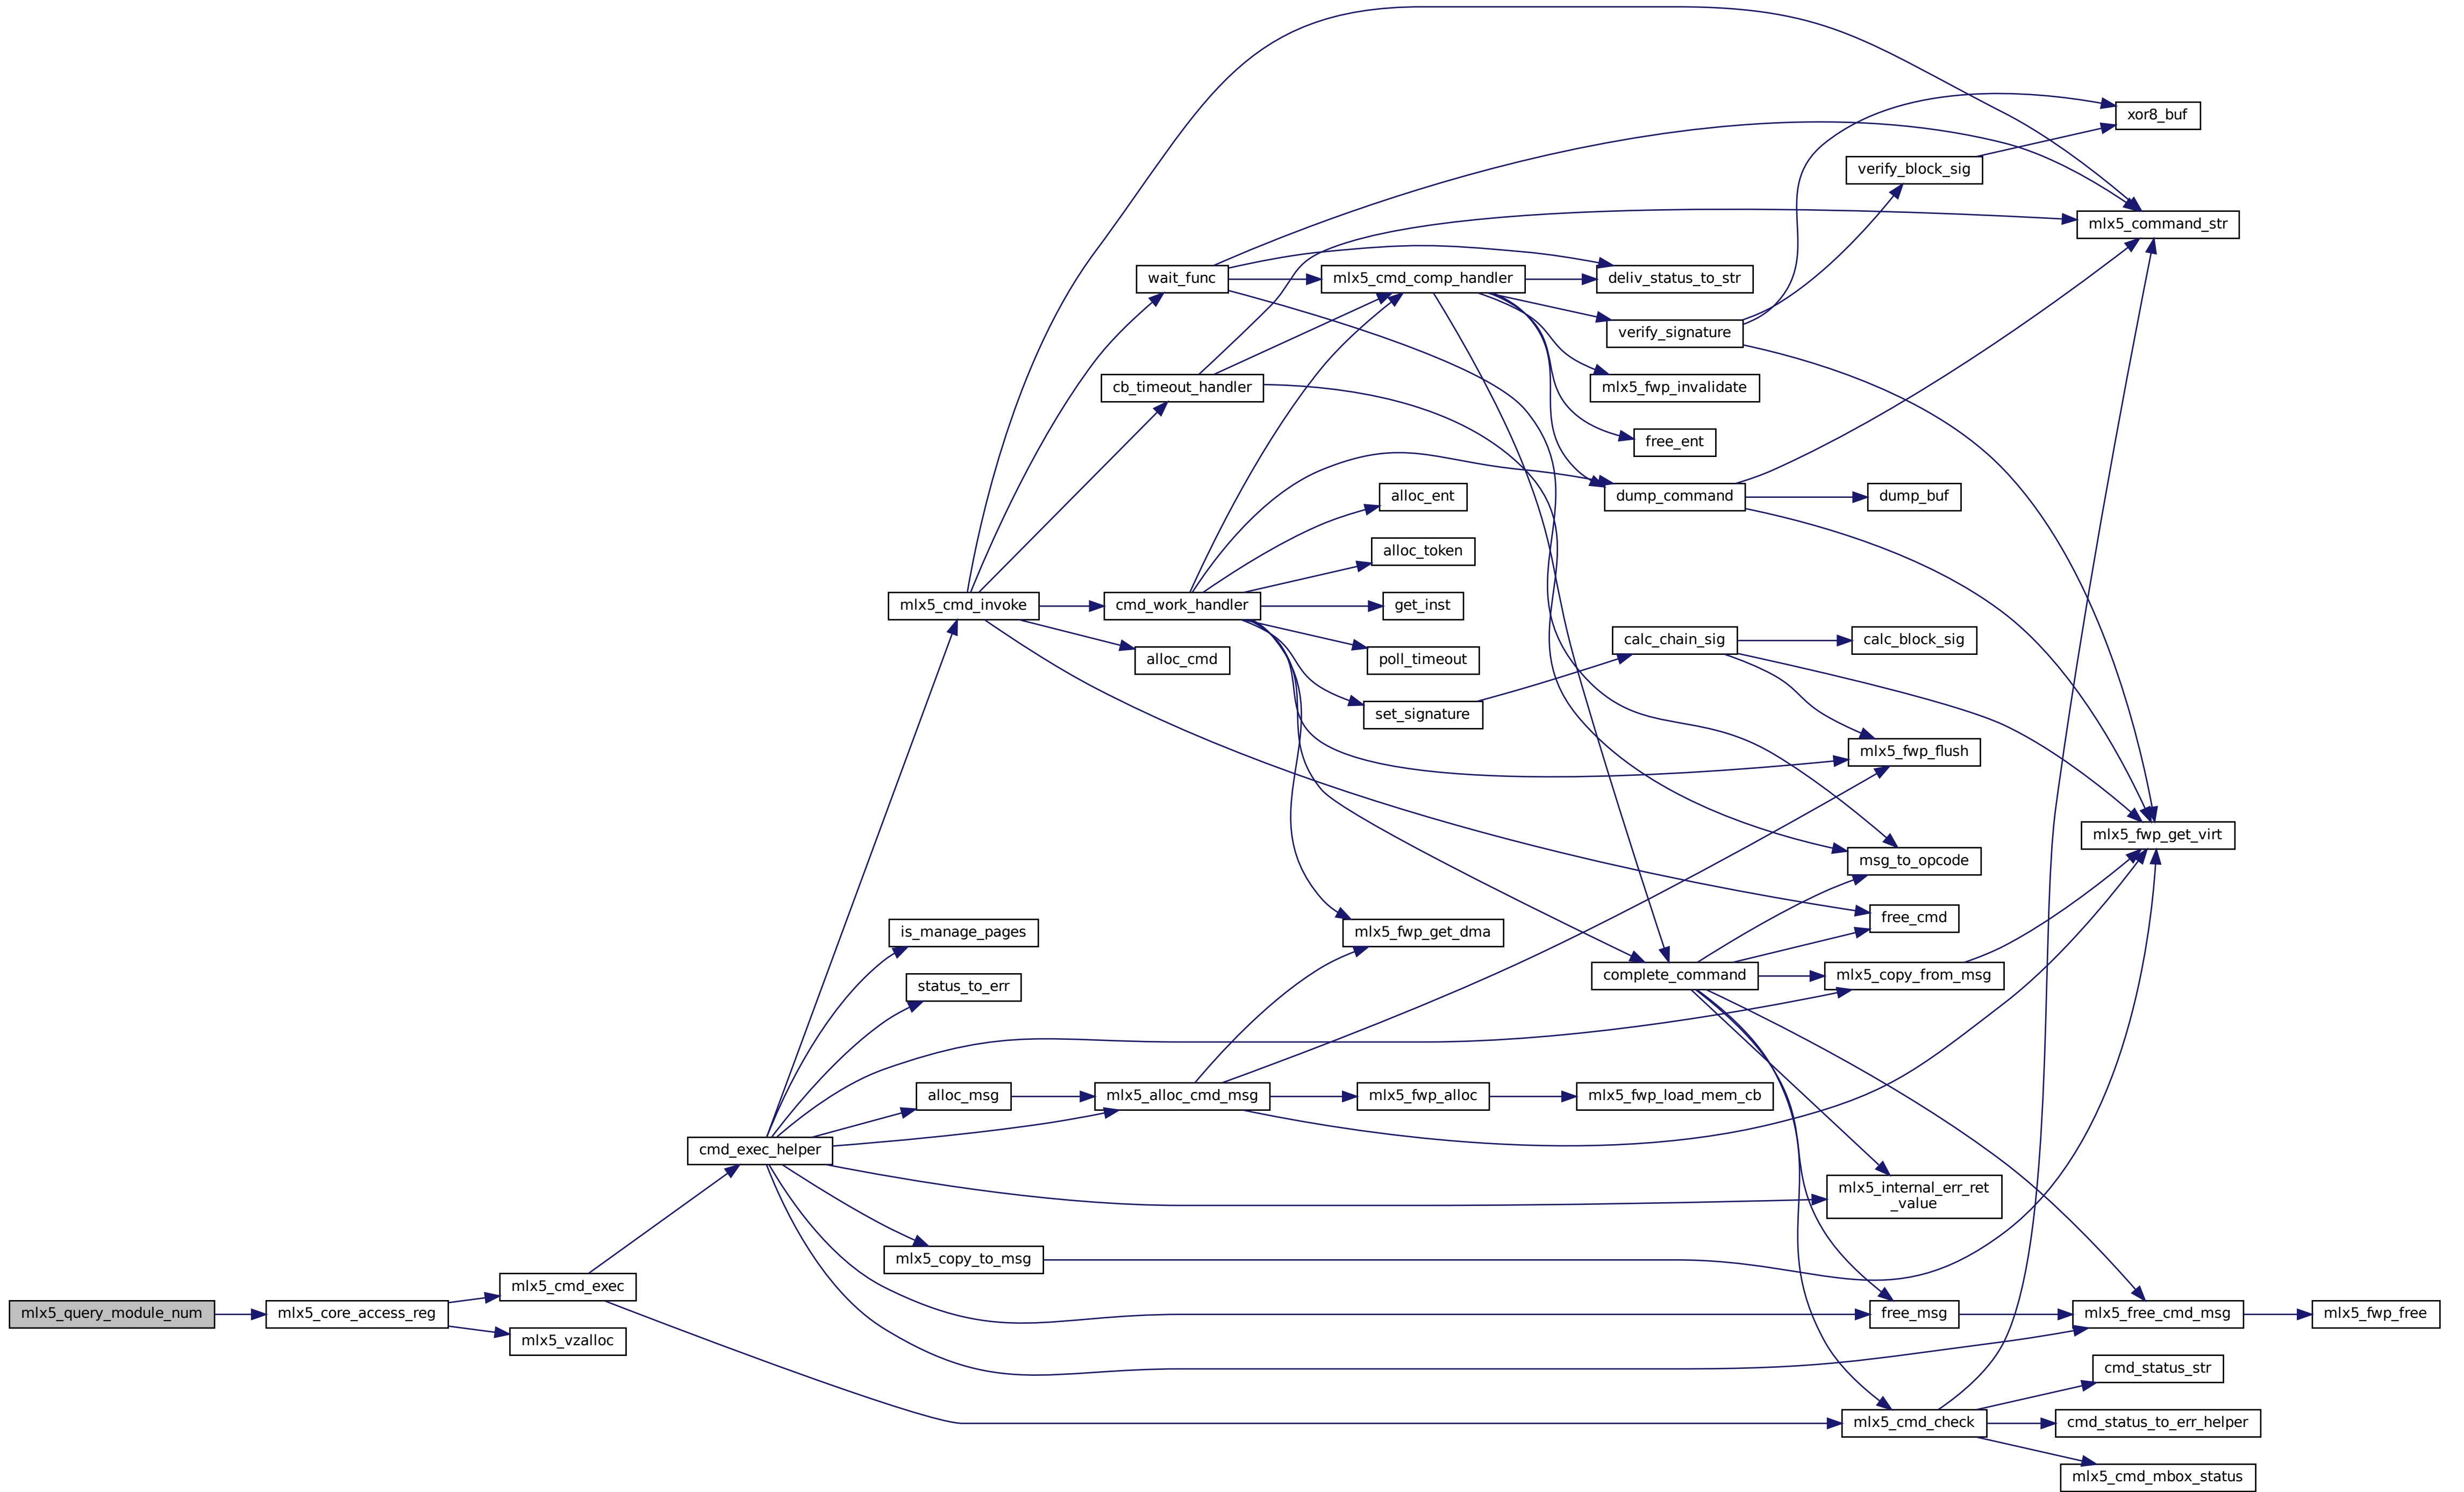 xor8_buf
verify_block_sig
mlx5_command_str
wait_func
mlx5_cmd_comp_handler
deliv_status_to_str
verify_signature
cb_timeout_handler
mlx5_fwp_invalidate
free_ent
alloc_ent
dump_command
dump_buf
alloc_token
mlx5_cmd_invoke
cmd_work_handler
get_inst
calc_chain_sig
calc_block_sig
alloc_cmd
poll_timeout
set_signature
mlx5_fwp_flush
mlx5_fwp_get_virt
msg_to_opcode
free_cmd
is_manage_pages
mlx5_fwp_get_dma
complete_command
mlx5_copy_from_msg
status_to_err
alloc_msg
mlx5_alloc_cmd_msg
mlx5_fwp_alloc
mlx5_fwp_load_mem_cb
cmd_exec_helper
mlx5_internal_err_ret
_value
mlx5_copy_to_msg
mlx5_cmd_exec
mlx5_query_module_num
mlx5_core_access_reg
free_msg
mlx5_free_cmd_msg
mlx5_fwp_free
mlx5_vzalloc
cmd_status_str
mlx5_cmd_check
cmd_status_to_err_helper
mlx5_cmd_mbox_status